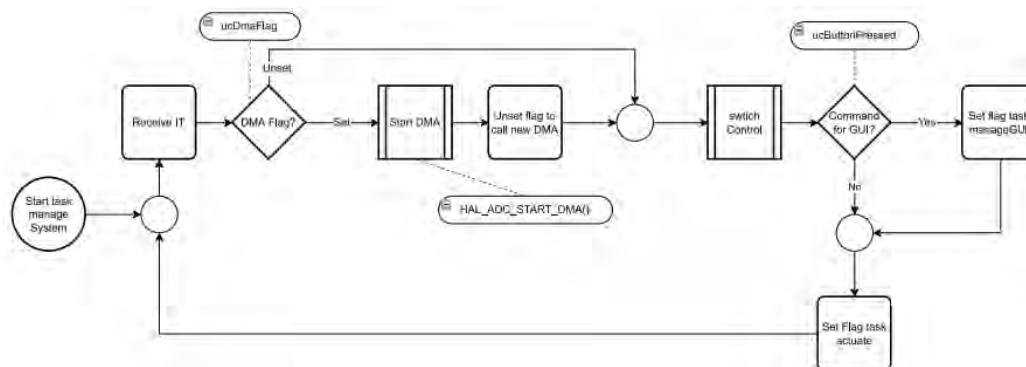 ucDmaFlag
ucButtonPressed
Unset
Receive IT
DMA Flag?
Set
Start DMA
Unset flag to
call new DMA
swtich
Control
Command
for GUI?
Yes
Set flag task
manageGUI
No
Start task
manage
System
HAL_ADC_START_DMA()
Set Flag task
actuate